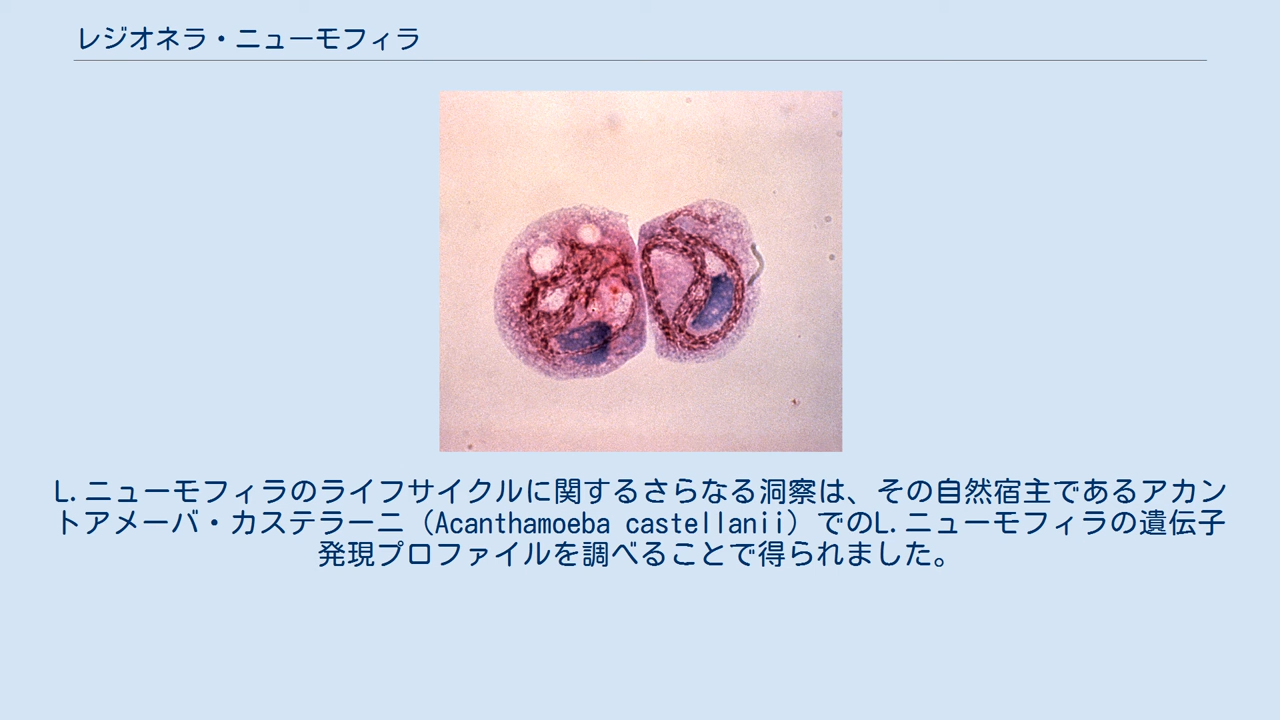 レジオネラ・ニューモフィラ
L.ニューモフィラのライフサイクルに関するさらなる洞察は、その自然宿主であるアカン
トアメーバ・カステラーニ（Acanthamoeba castellanii）でのL.ニューモフィラの遺伝子
発現プロファイルを調べることで得られました。